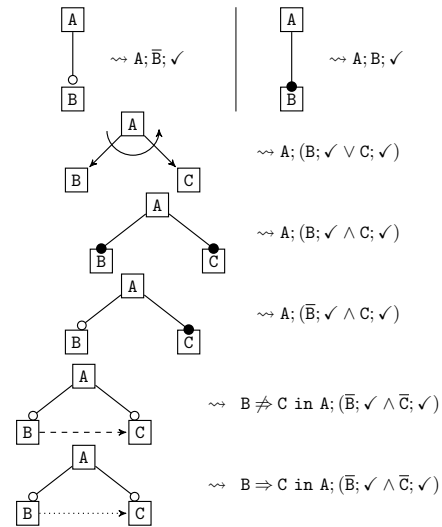 A
B
⇝ A; B̅; ✓
A
B
⇝ A; B; ✓
A
B
C
⇝ A; (B; ✓ ∨ C; ✓)
A
B
C
⇝ A; (B; ✓ ∧ C; ✓)
A
B
C
⇝ A; (B̅; ✓ ∧ C; ✓)
A
B
C
⇝ B ⇏ C in A; (B̅; ✓ ∧ C̅; ✓)
A
B
C
⇝ B ⇒ C in A; (B̅; ✓ ∧ C̅; ✓)